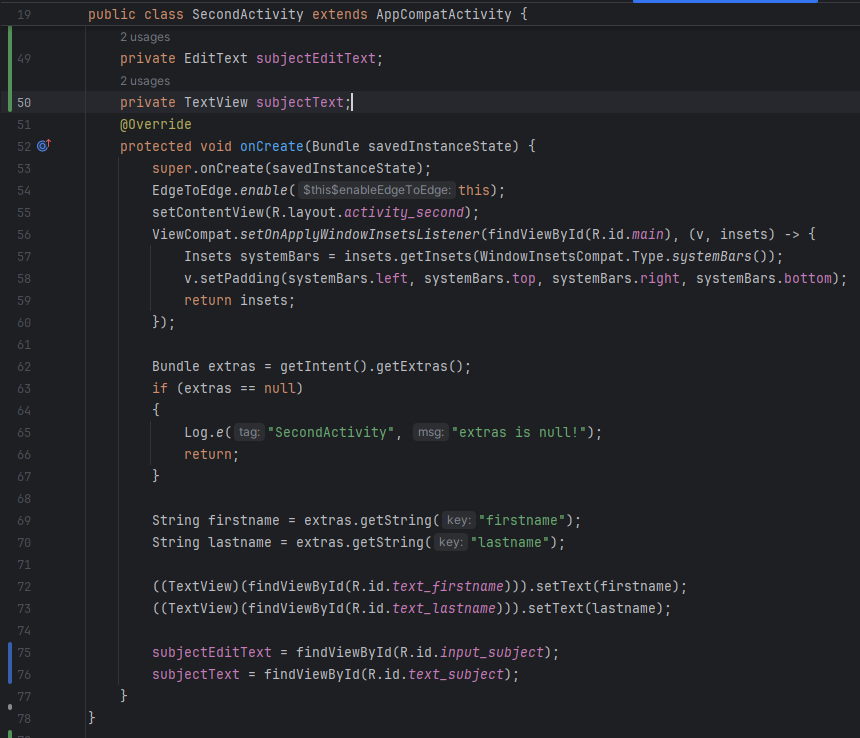 19 public class SecondActivity extends AppCompatActivity {
2 usages
49 private EditText subjectEditText;
2 usages
50 private TextView subjectText;
51 @Override
52 protected void onCreate(Bundle savedInstanceState) {
53 super.onCreate(savedInstanceState);
54 EdgeToEdge.enable( $this$enableEdgeToEdge: this);
55 setContentView(R.layout.activity_second);
56 ViewCompat.setOnApplyWindowInsetsListener(findViewById(R.id.main), (v, insets) -> {
57 Insets systemBars = insets.getInsets(WindowInsetsCompat.Type.systemBars());
58 v.setPadding(systemBars.left, systemBars.top, systemBars.right, systemBars.bottom);
59 return insets;
60 });
61
62 Bundle extras = getIntent().getExtras();
63 if (extras == null)
64 {
65 Log.e( tag: "SecondActivity", msg: "extras is null!");
66 return;
67 }
68
69 String firstname = extras.getString( key: "firstname");
70 String lastname = extras.getString( key: "lastname");
71
72 ((TextView)(findViewById(R.id.text_firstname))).setText(firstname);
73 ((TextView)(findViewById(R.id.text_lastname))).setText(lastname);
74
75 subjectEditText = findViewById(R.id.input_subject);
76 subjectText = findViewById(R.id.text_subject);
77 }
78 }